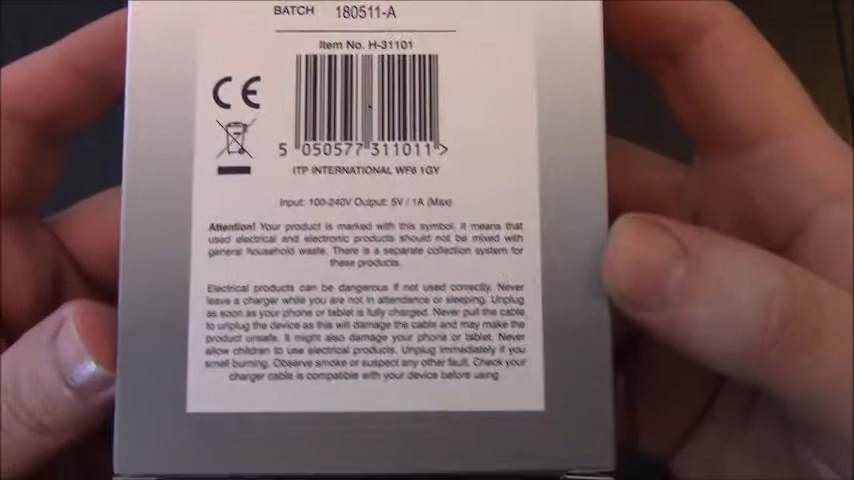 BATCH 180511-A
Item No. H-31101
CE
5 050577 311011 >
ITP INTERNATIONAL WF6 1GY
Input: 100-240V Output: 5V / 1A (Max)
Attention! Your product is marked with this symbol. It means that
used electrical and electronic products should not be mixed with
general household waste. There is a separate collection system for
these products.
Electrical products can be dangerous if not used correctly. Never
leave a charger while you are not in attendance or sleeping. Unplug
as soon as your phone or tablet is fully charged. Never pull the cable
to unplug the device as this will damage the cable and may make the
product unsafe. It might also damage your phone or tablet. Never
allow children to use electrical products. Unplug immediately if you
smell burning. Observe smoke or suspect any other fault. Check your
charger cable is compatible with your device before using.